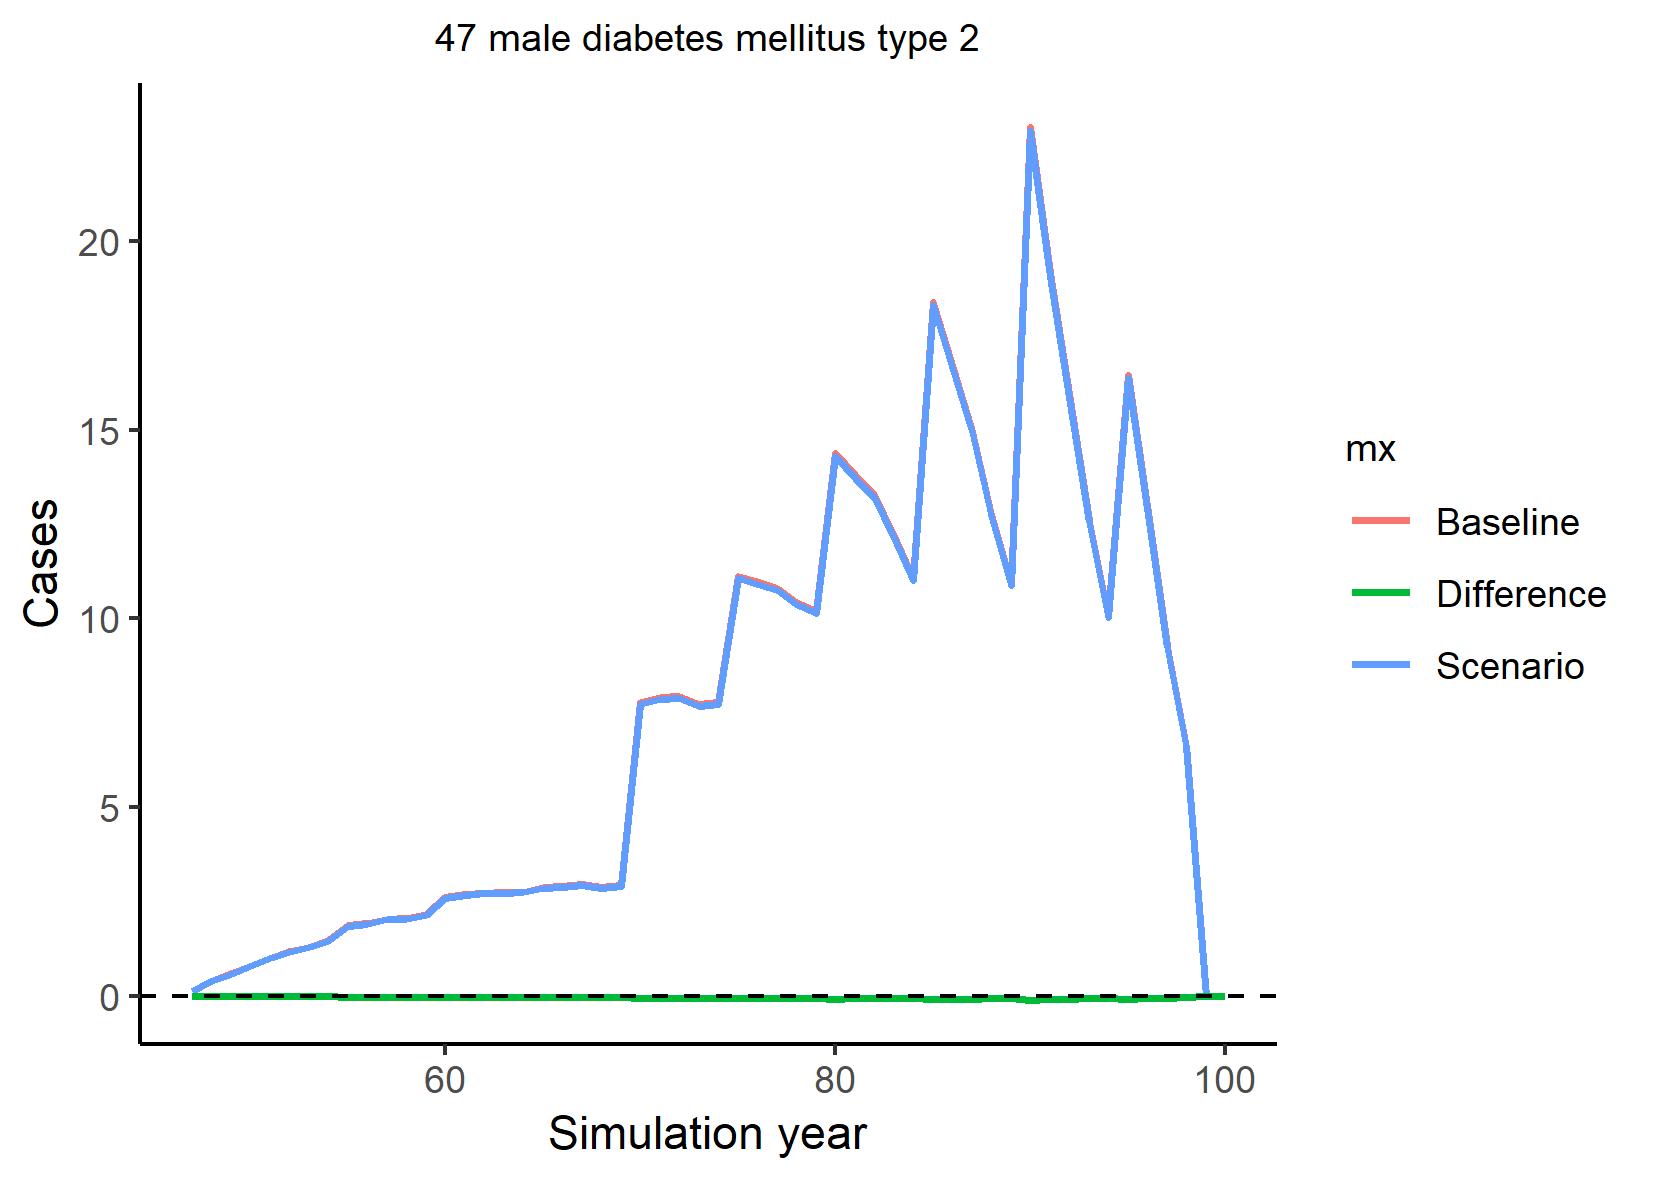 47 male diabetes mellitus type 2
Cases
20
15
10
5
0
60 80 100
Simulation year
mx
Baseline
Difference
Scenario